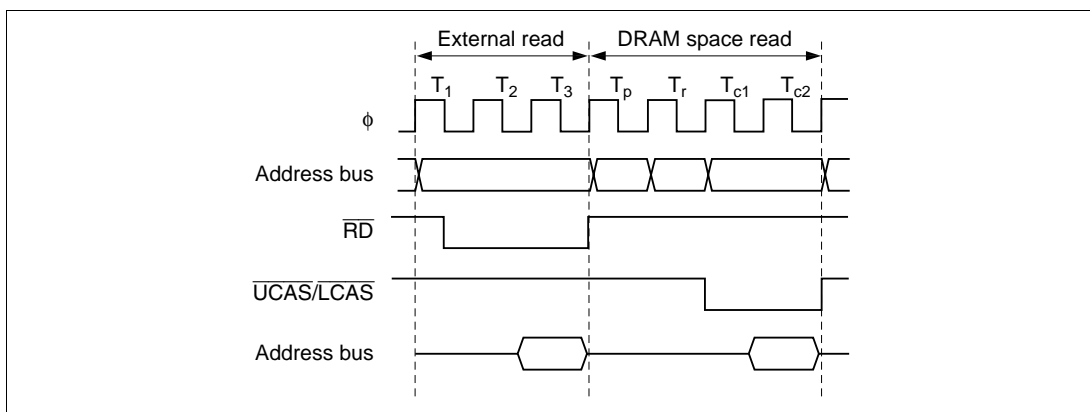 External read DRAM space read
T1 T2 T3 Tp Tr Tc1 Tc2
ϕ
Address bus
RD
UCAS/LCAS
Address bus